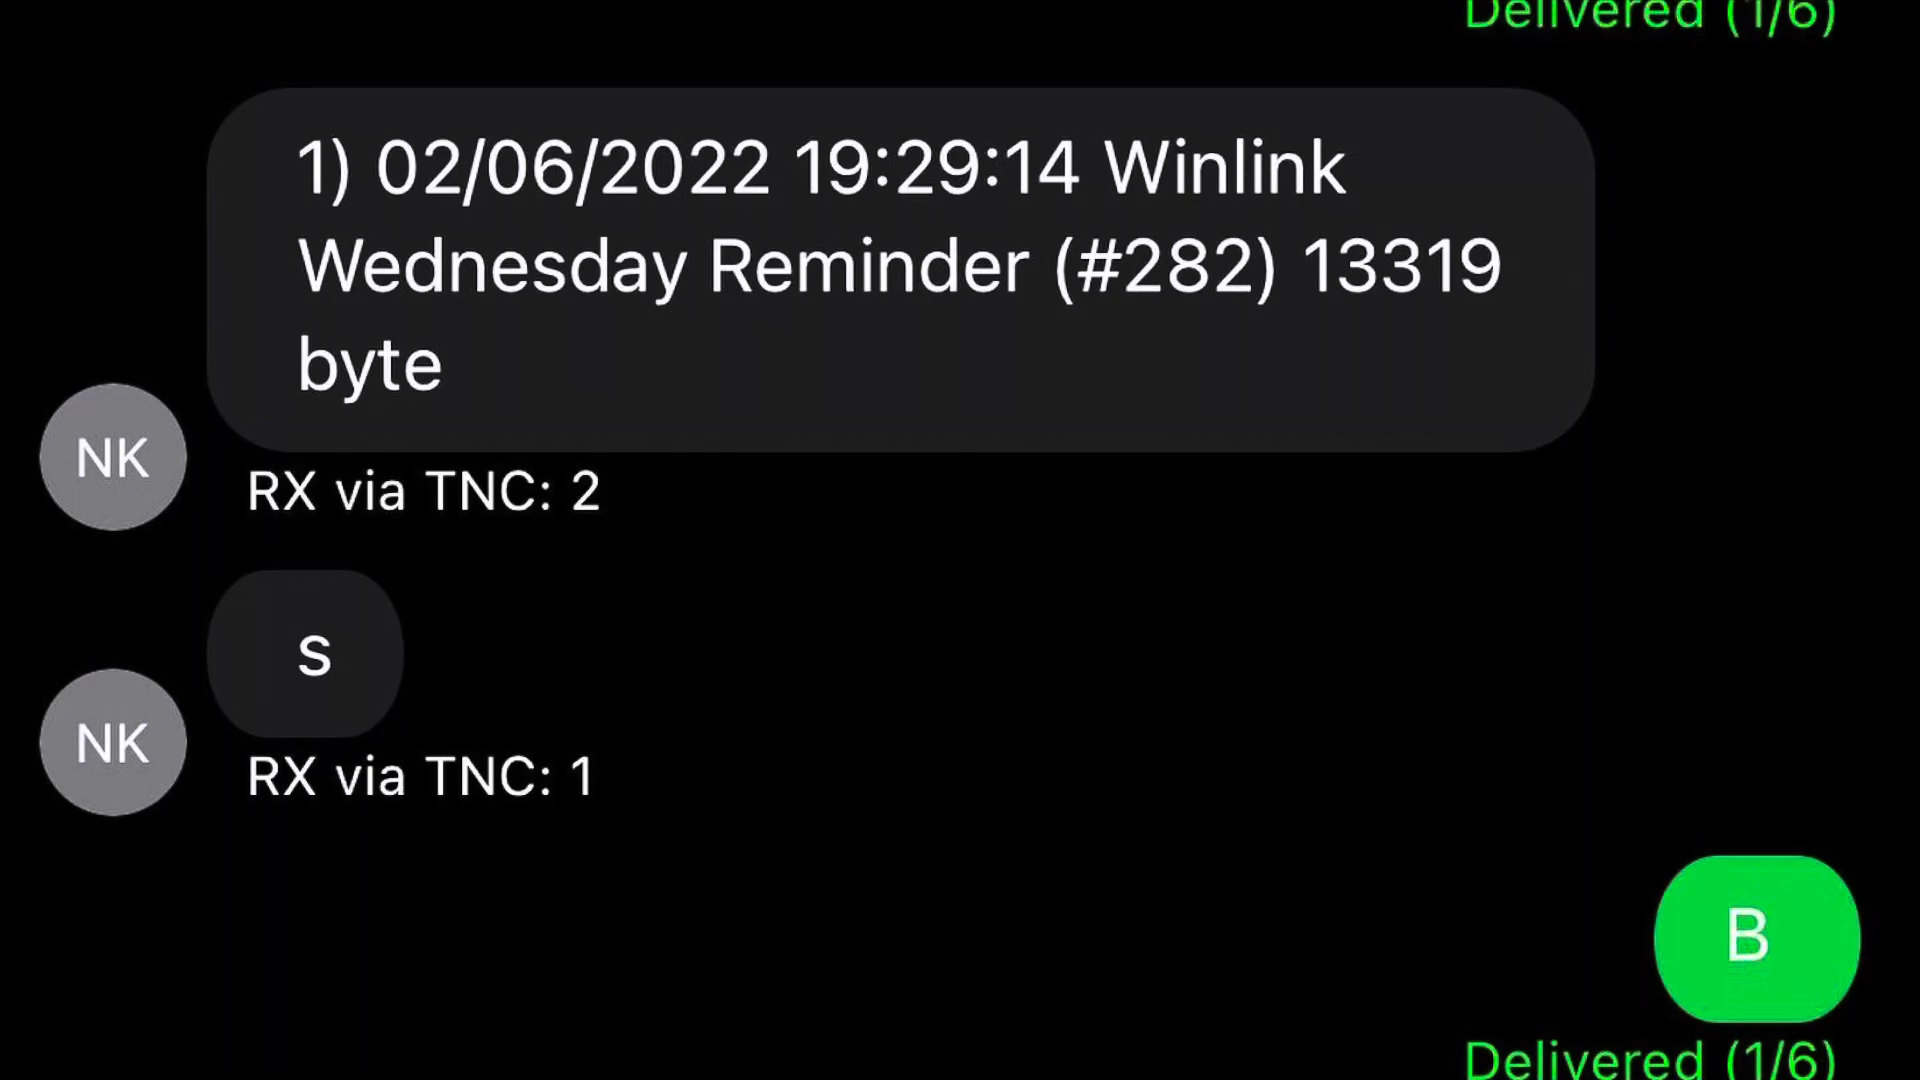 Delivered (1/6)
1) 02/06/2022 19:29:14 Winlink
Wednesday Reminder (#282) 13319
byte
NK
RX via TNC: 2
s
NK
RX via TNC: 1
B
Delivered (1/6)